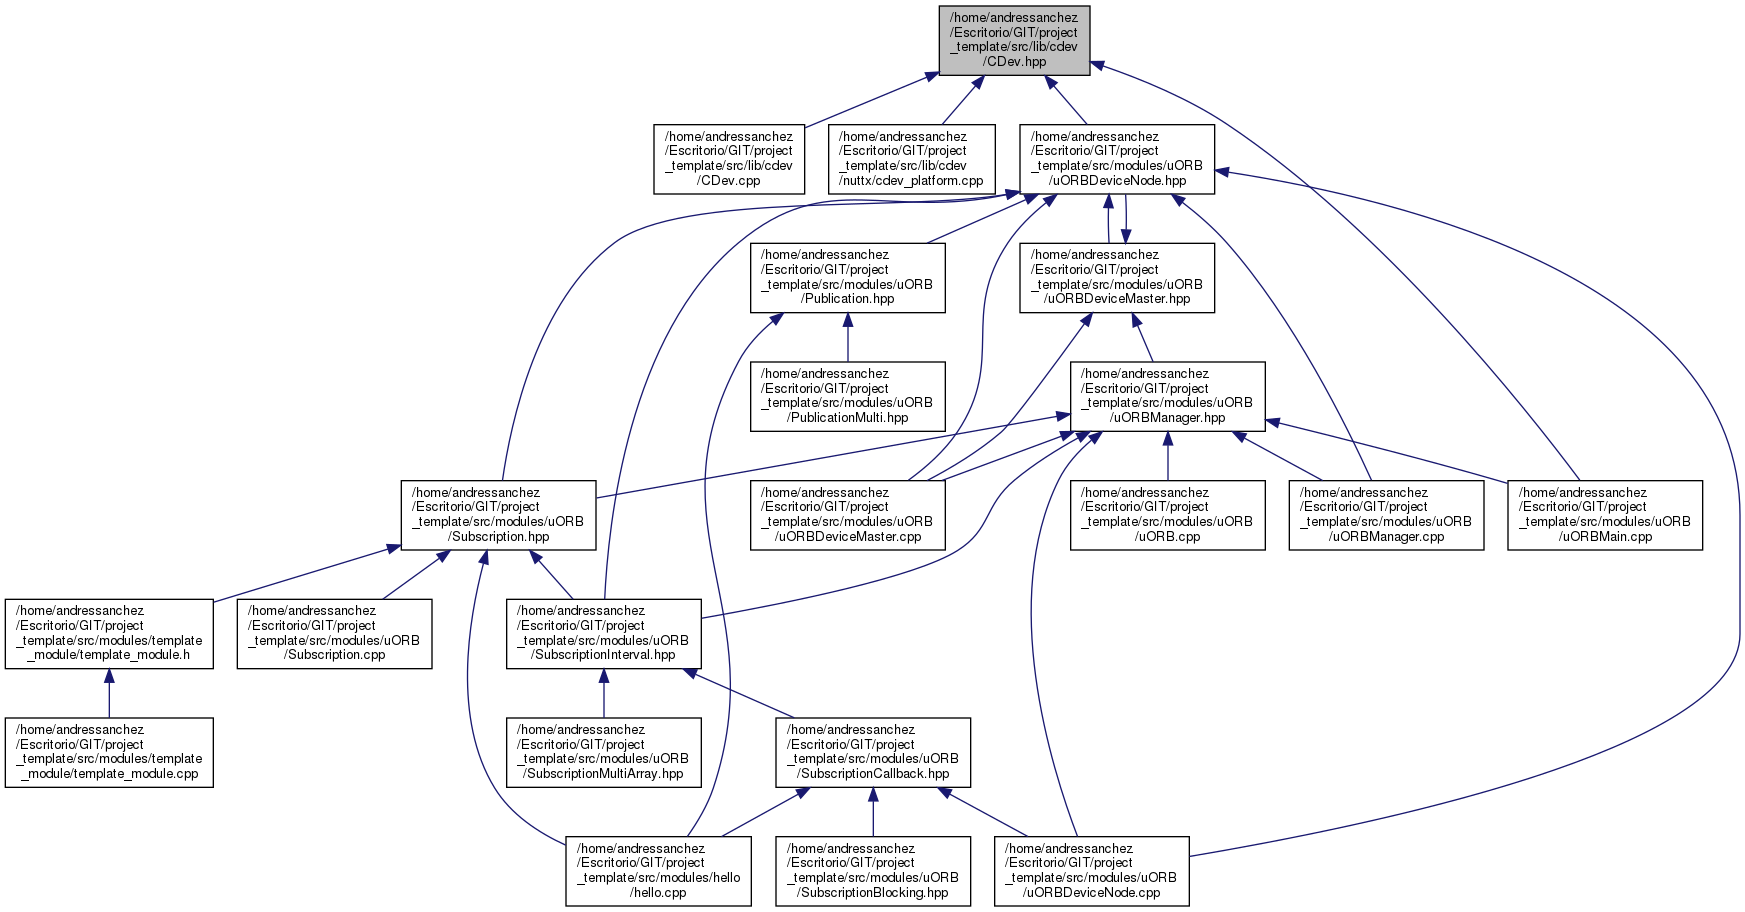 /home/andressanchez
/Escritorio/GIT/project
_template/src/lib/cdev
/CDev.hpp
/home/andressanchez
/Escritorio/GIT/project
_template/src/lib/cdev
/CDev.cpp
/home/andressanchez
/Escritorio/GIT/project
_template/src/lib/cdev
/nuttx/cdev_platform.cpp
/home/andressanchez
/Escritorio/GIT/project
_template/src/modules/uORB
/uORBDeviceNode.hpp
/home/andressanchez
/Escritorio/GIT/project
_template/src/modules/uORB
/Publication.hpp
/home/andressanchez
/Escritorio/GIT/project
_template/src/modules/uORB
/uORBDeviceMaster.hpp
/home/andressanchez
/Escritorio/GIT/project
_template/src/modules/uORB
/PublicationMulti.hpp
/home/andressanchez
/Escritorio/GIT/project
_template/src/modules/uORB
/uORBManager.hpp
/home/andressanchez
/Escritorio/GIT/project
_template/src/modules/uORB
/Subscription.hpp
/home/andressanchez
/Escritorio/GIT/project
_template/src/modules/uORB
/uORBDeviceMaster.cpp
/home/andressanchez
/Escritorio/GIT/project
_template/src/modules/uORB
/uORB.cpp
/home/andressanchez
/Escritorio/GIT/project
_template/src/modules/uORB
/uORBManager.cpp
/home/andressanchez
/Escritorio/GIT/project
_template/src/modules/uORB
/uORBMain.cpp
/home/andressanchez
/Escritorio/GIT/project
_template/src/modules/template
_module/template_module.h
/home/andressanchez
/Escritorio/GIT/project
_template/src/modules/uORB
/Subscription.cpp
/home/andressanchez
/Escritorio/GIT/project
_template/src/modules/uORB
/SubscriptionInterval.hpp
/home/andressanchez
/Escritorio/GIT/project
_template/src/modules/template
_module/template_module.cpp
/home/andressanchez
/Escritorio/GIT/project
_template/src/modules/uORB
/SubscriptionMultiArray.hpp
/home/andressanchez
/Escritorio/GIT/project
_template/src/modules/uORB
/SubscriptionCallback.hpp
/home/andressanchez
/Escritorio/GIT/project
_template/src/modules/hello
/hello.cpp
/home/andressanchez
/Escritorio/GIT/project
_template/src/modules/uORB
/SubscriptionBlocking.hpp
/home/andressanchez
/Escritorio/GIT/project
_template/src/modules/uORB
/uORBDeviceNode.cpp